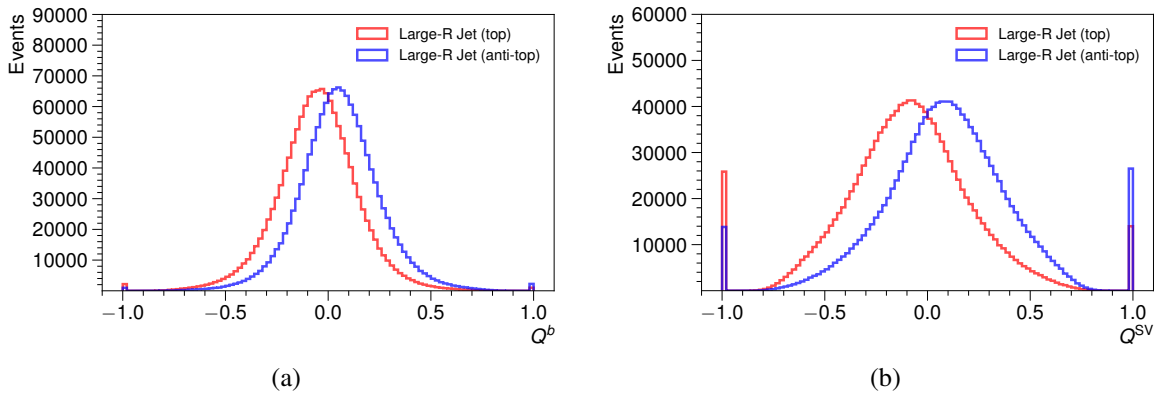 Events
90000
80000
70000
60000
50000
40000
30000
20000
10000
Large-R Jet (top)
Large-R Jet (anti-top)
−1.0 −0.5 0.0 0.5 1.0
Q^b
(a)
Events
60000
50000
40000
30000
20000
10000
Large-R Jet (top)
Large-R Jet (anti-top)
−1.0 −0.5 0.0 0.5 1.0
Q^SV
(b)